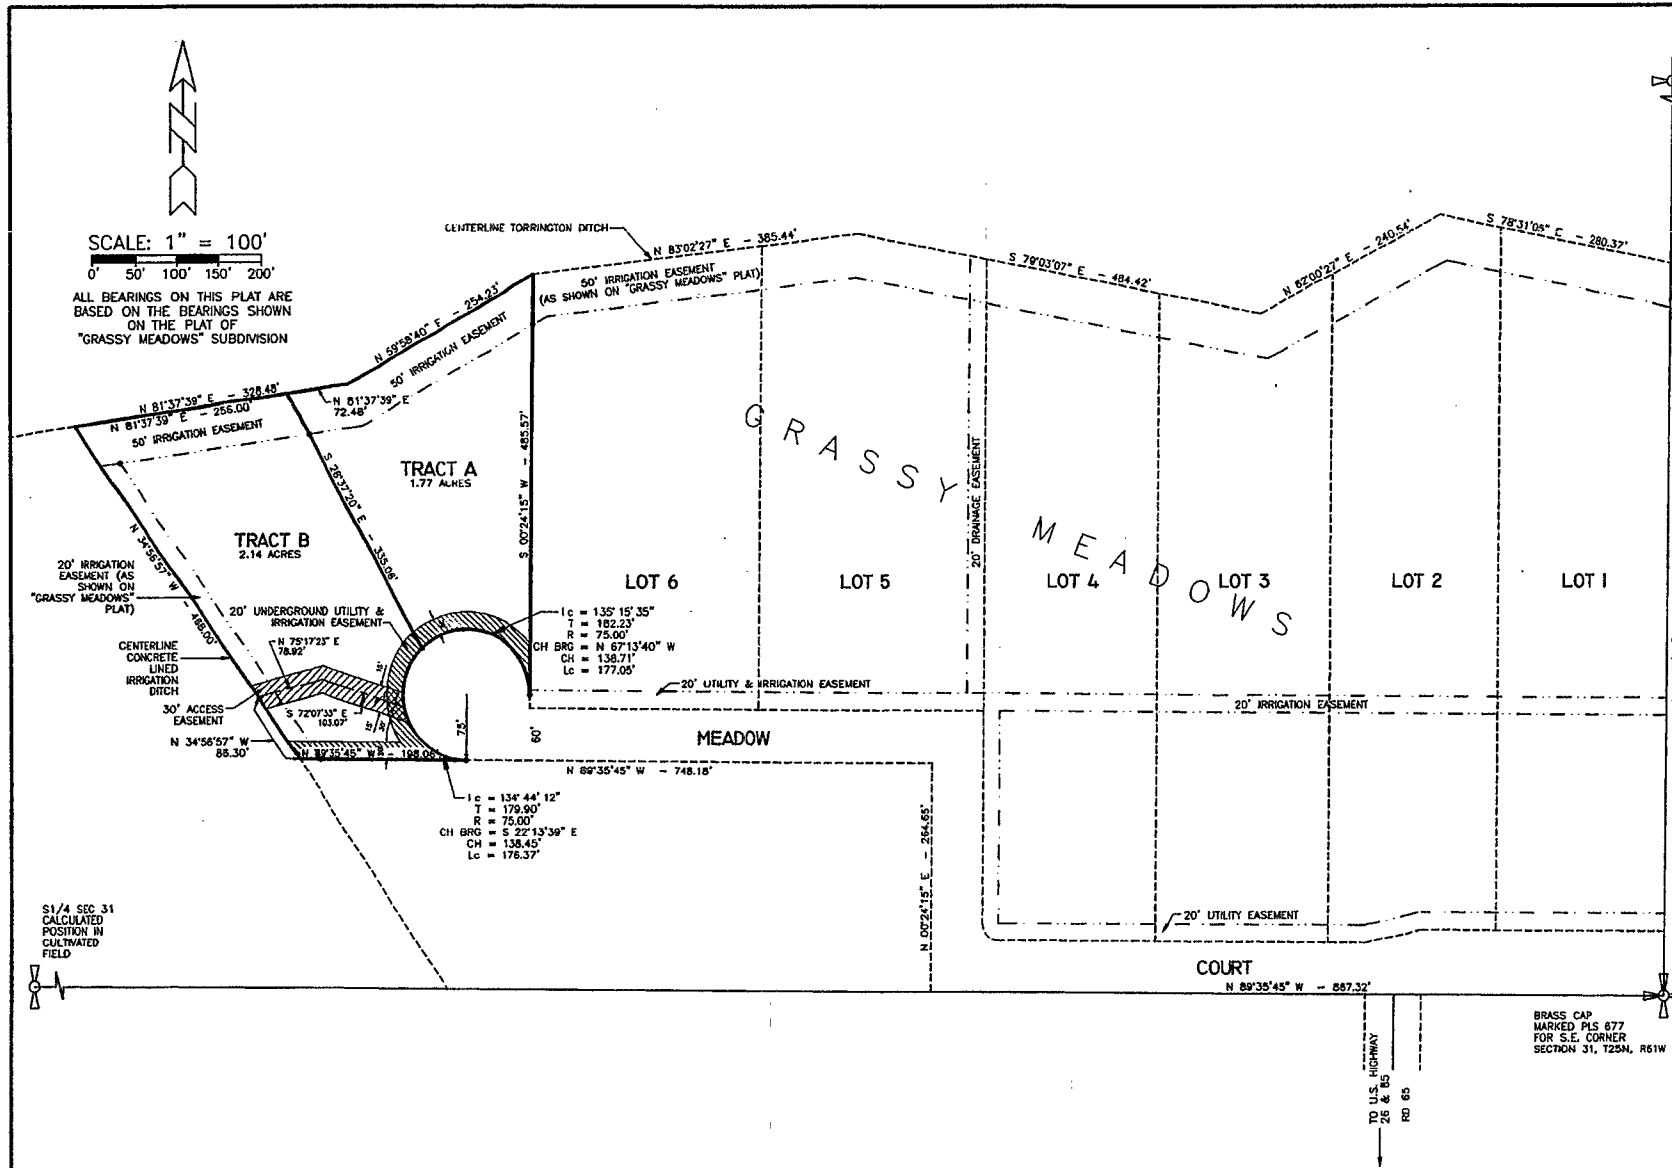 SCALE: 1" = 100'
0' 50' 100' 150' 200'
ALL BEARINGS ON THIS PLAT ARE
BASED ON THE BEARINGS SHOWN
ON THE PLAT OF
"GRASSY MEADOWS" SUBDIVISION
CENTERLINE TORRINGTON DITCH
N 83°02'27" E - 385.44'
50' IRRIGATION EASEMENT
(AS SHOWN ON "GRASSY MEADOWS" PLAT)
S 79°03'07" E - 484.42'
N 62°00'27" E - 240.54'
S 78°31'05" E - 280.37'
N 59°58'40" E - 254.23'
50' IRRIGATION EASEMENT
N 81°37'39" E - 328.48'
N 81°37'39" E - 256.00'
50' IRRIGATION EASEMENT
N 81°37'39" E
72.48'
TRACT A
1.77 ACRES
S 28°37'20" E - 335.06'
S 00°24'15" W - 485.57'
GRASSY
MEADOWS
20' DRAINAGE EASEMENT
TRACT B
2.14 ACRES
LOT 6
LOT 5
LOT 4
LOT 3
LOT 2
LOT 1
20' IRRIGATION
EASEMENT (AS
SHOWN ON
"GRASSY MEADOWS"
PLAT)
N 34°56'57" W - 488.00'
20' UNDERGROUND UTILITY &
IRRIGATION EASEMENT
I c = 135°15'35"
T = 182.23'
R = 75.00'
CH BRG = N 67°13'40" W
CH = 138.71'
Lc = 177.05'
N 75°17'23" E
78.92'
CENTERLINE
CONCRETE
LINED
IRRIGATION
DITCH
30' ACCESS
EASEMENT
S 72°07'33" E
103.07'
15'
15'
30'
N 34°56'57" W
86.30'
N 89°35'45" W - 198.06'
75'
60'
20' UTILITY & IRRIGATION EASEMENT
20' IRRIGATION EASEMENT
MEADOW
N 89°35'45" W - 748.18'
I c = 134°44'12"
T = 179.90'
R = 75.00'
CH BRG = S 22°13'39" E
CH = 138.45'
Lc = 176.37'
N 00°24'15" E - 264.65'
20' UTILITY EASEMENT
COURT
N 89°35'45" W - 887.32'
S1/4 SEC 31
CALCULATED
POSITION IN
CULTIVATED
FIELD
BRASS CAP
MARKED PLS 677
FOR S.E. CORNER
SECTION 31, T25N, R61W
TO U.S. HIGHWAY
26 & 85
RD 65